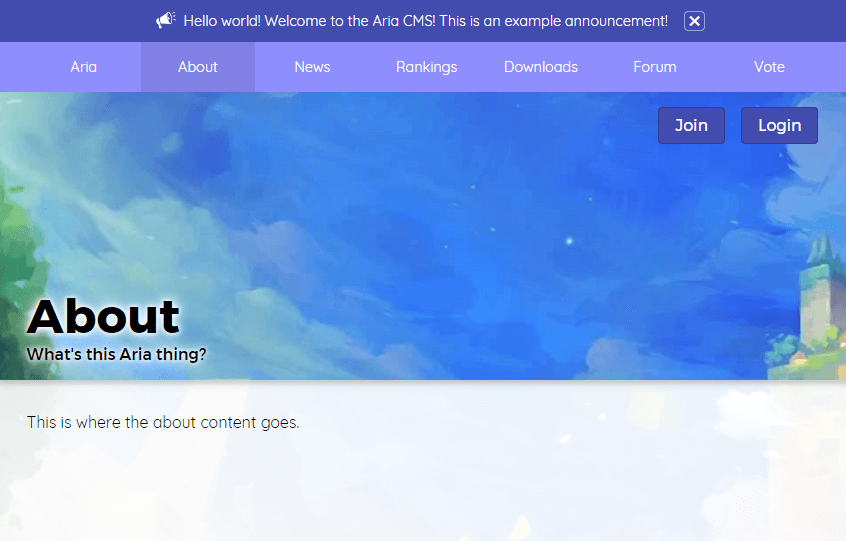 Hello world! Welcome to the Aria CMS! This is an example announcement!
Aria About News Rankings Downloads Forum Vote
Join Login
About
What's this Aria thing?
This is where the about content goes.